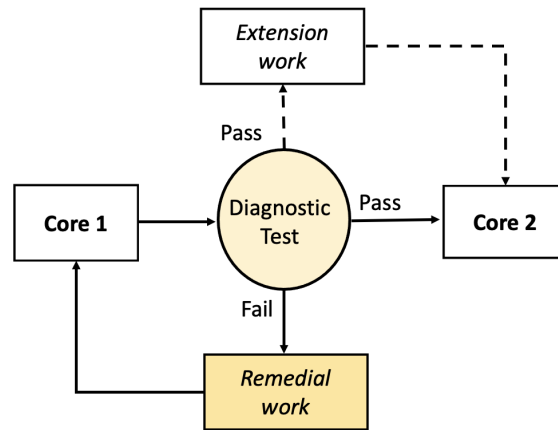 Extension
work
Pass
Core 1
Diagnostic
Test
Pass
Core 2
Fail
Remedial
work